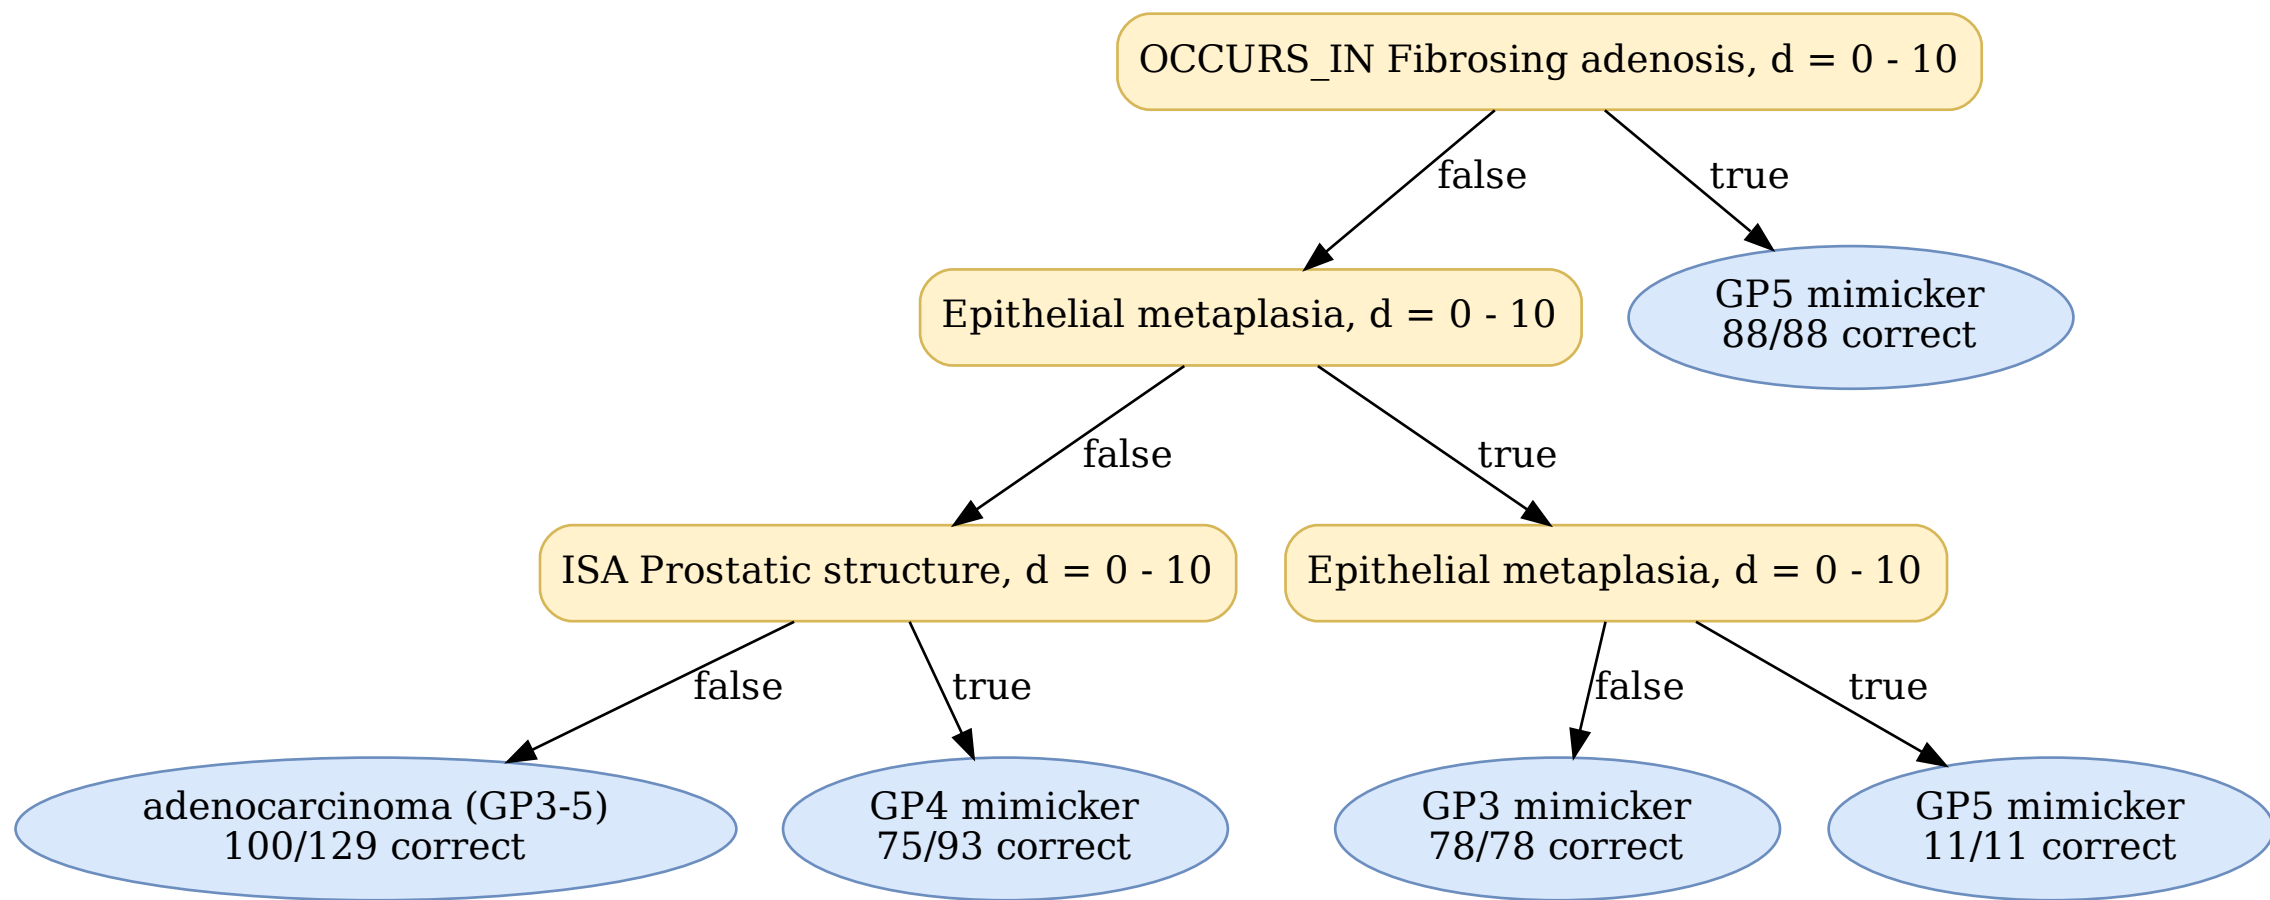 OCCURS_IN Fibrosing adenosis, d = 0 - 10
false
true
Epithelial metaplasia, d = 0 - 10
GP5 mimicker
88/88 correct
false
true
ISA Prostatic structure, d = 0 - 10
Epithelial metaplasia, d = 0 - 10
false
true
false
true
adenocarcinoma (GP3-5)
100/129 correct
GP4 mimicker
75/93 correct
GP3 mimicker
78/78 correct
GP5 mimicker
11/11 correct